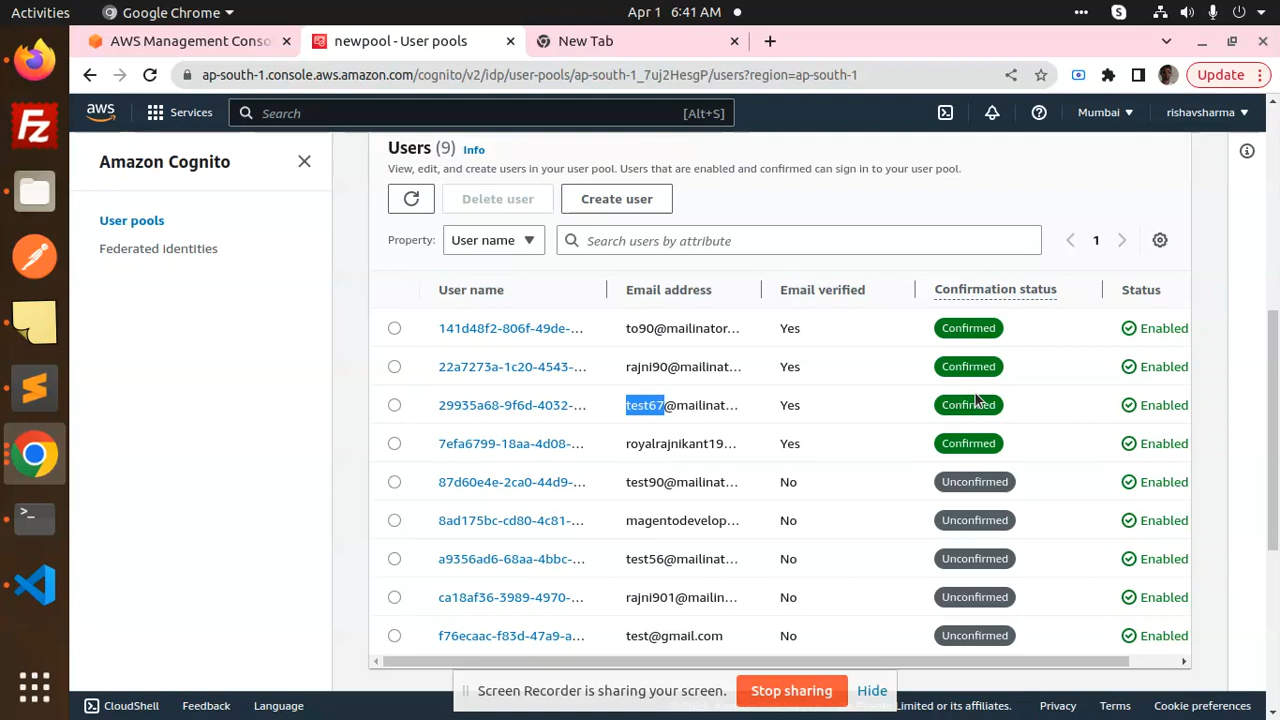 Activities Google Chrome Apr 1 6:41 AM
AWS Management Conso newpool - User pools New Tab
ap-south-1.console.aws.amazon.com/cognito/v2/idp/user-pools/ap-south-1_7uj2HesgP/users?region=ap-south-1 Update
aws Services Search [Alt+S] Mumbai rishavsharma
Amazon Cognito
User pools
Federated identities
Users (9) Info
View, edit, and create users in your user pool. Users that are enabled and confirmed can sign in to your user pool.
Delete user Create user
Property: User name Search users by attribute 1
User name Email address Email verified Confirmation status Status
141d48f2-806f-49de-... to90@mailinator... Yes Confirmed Enabled
22a7273a-1c20-4543-... rajni90@mailinat... Yes Confirmed Enabled
29935a68-9f6d-4032-... test67@mailinat... Yes Confirmed Enabled
7efa6799-18aa-4d08-... royalrajnikant19... Yes Confirmed Enabled
87d60e4e-2ca0-44d9-... test90@mailinat... No Unconfirmed Enabled
8ad175bc-cd80-4c81-... magentodevelop... No Unconfirmed Enabled
a9356ad6-68aa-4bbc-... test56@mailinat... No Unconfirmed Enabled
ca18af36-3989-4970-... rajni901@mailin... No Unconfirmed Enabled
f76ecaac-f83d-47a9-a... test@gmail.com No Unconfirmed Enabled
Screen Recorder is sharing your screen. Stop sharing Hide
CloudShell Feedback Language Limited or its affiliates. Privacy Terms Cookie preferences